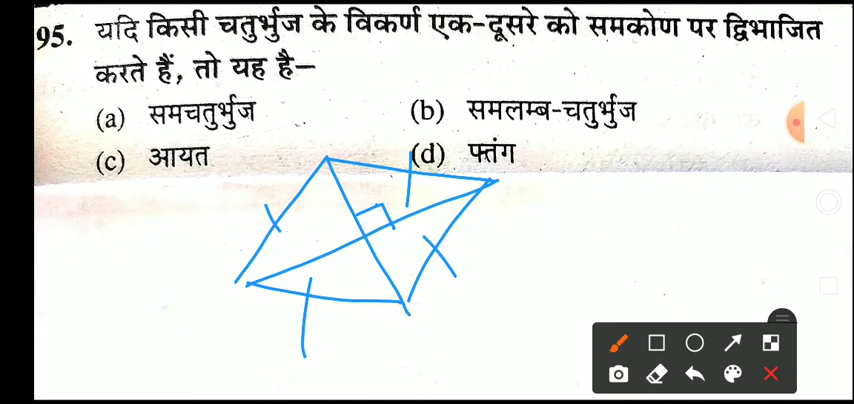 95. यदि किसी चतुर्भुज के विकर्ण एक-दूसरे को समकोण पर द्विभाजित
करते हैं, तो यह है—
(a) समचतुर्भुज (b) समलम्ब-चतुर्भुज
(c) आयत (d) पतंग